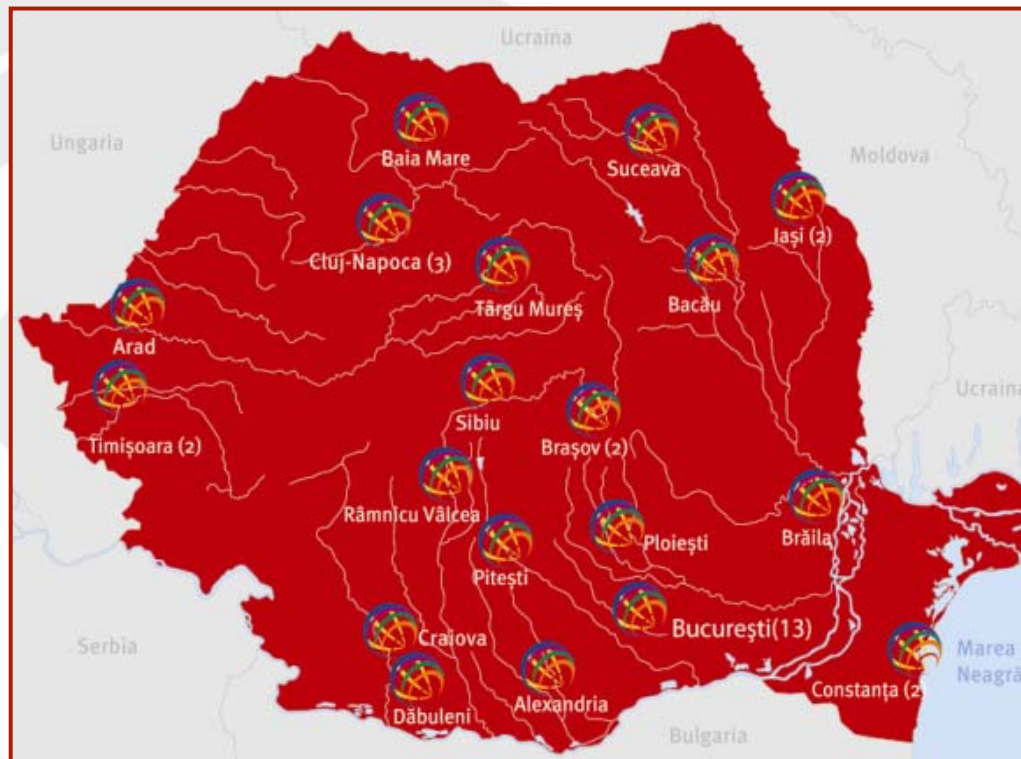 Ucraina
Ungaria
Baia Mare
Suceava
Moldova
Iași (2)
Cluj-Napoca (3)
Târgu Mureș
Bacău
Arad
Ucraina
Sibiu
Timișoara (2)
Brașov (2)
Râmnicu Vâlcea
Ploiești
Brăila
Pitești
București(13)
Craiova
Serbia
Marea
Neagră
Constanța (2)
Alexandria
Dăbuleni
Bulgaria